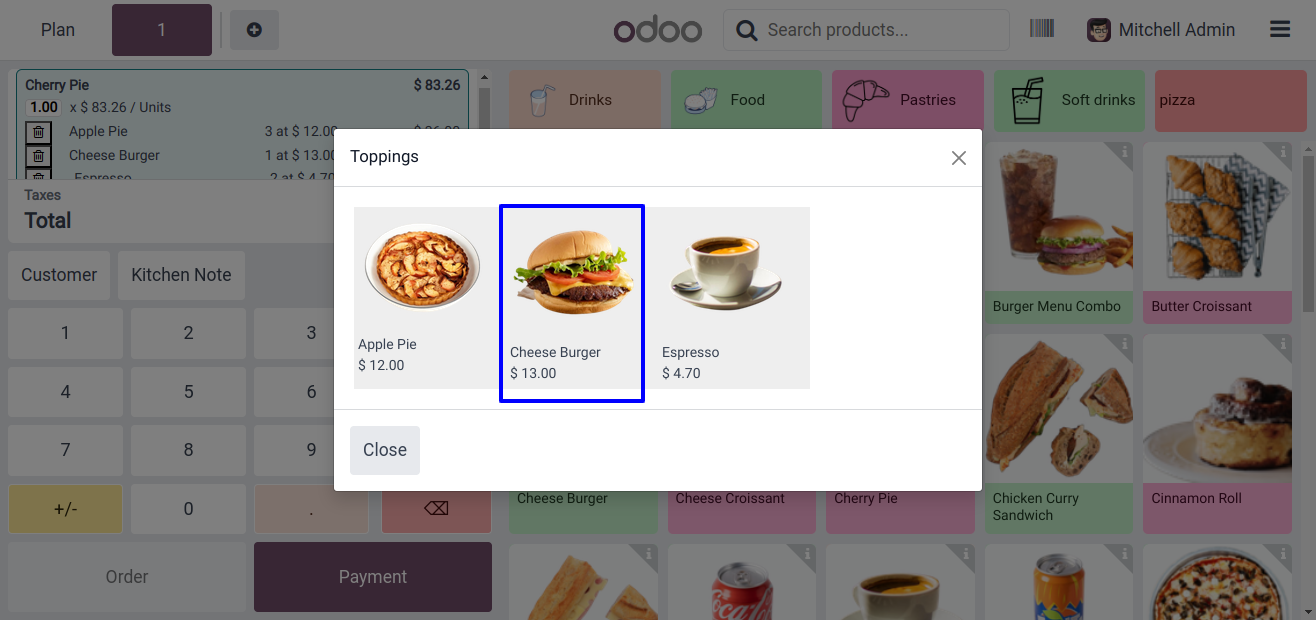 Plan
1
odoo
Search products...
Mitchell Admin
Cherry Pie
$ 83.26
1.00 x $ 83.26 / Units
Apple Pie
3 at $ 12.00
Cheese Burger
1 at $ 13.00
Espresso
2 at $ 4.70
Taxes
Total
Customer
Kitchen Note
1
2
3
4
5
6
7
8
9
+/-
0
.
Order
Payment
Drinks
Food
Pastries
Soft drinks
pizza
Toppings
Apple Pie
$ 12.00
Cheese Burger
$ 13.00
Espresso
$ 4.70
Close
Burger Menu Combo
Butter Croissant
Cheese Burger
Cheese Croissant
Cherry Pie
Chicken Curry
Sandwich
Cinnamon Roll